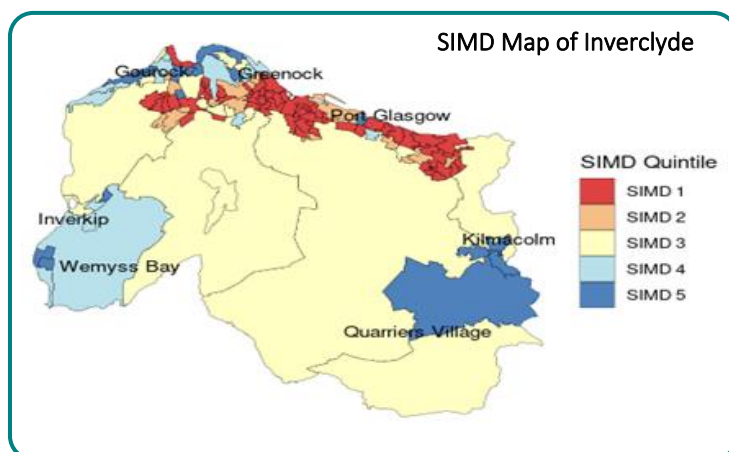 SIMD Map of Inverclyde
Gourock
Greenock
Port Glasgow
SIMD Quintile
SIMD 1
SIMD 2
SIMD 3
SIMD 4
SIMD 5
Inverkip
Kilmacolm
Wemyss Bay
Quarriers Village